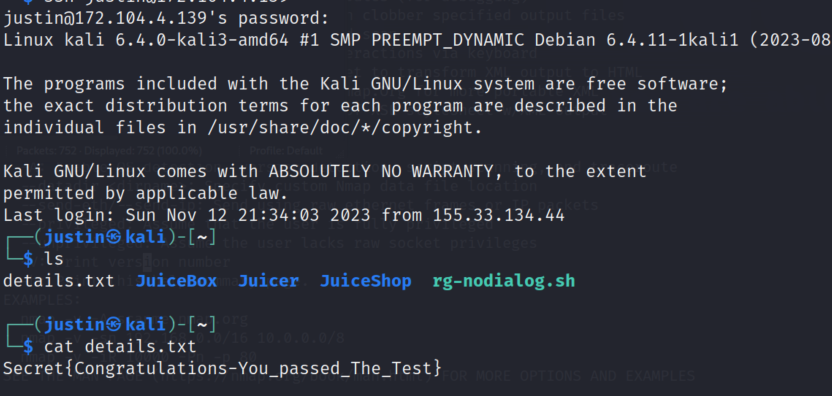 justin@172.104.4.139's password:
Linux kali 6.4.0-kali3-amd64 #1 SMP PREEMPT_DYNAMIC Debian 6.4.11-1kali1 (2023-08
The programs included with the Kali GNU/Linux system are free software;
the exact distribution terms for each program are described in the
individual files in /usr/share/doc/*/copyright.
Kali GNU/Linux comes with ABSOLUTELY NO WARRANTY, to the extent
permitted by applicable law.
Last login: Sun Nov 12 21:34:03 2023 from 155.33.134.44
┌──(justin㉿kali)-[~]
└─$ ls
details.txt JuiceBox Juicer JuiceShop rg-nodialog.sh
┌──(justin㉿kali)-[~]
└─$ cat details.txt
Secret{Congratulations-You_passed_The_Test}